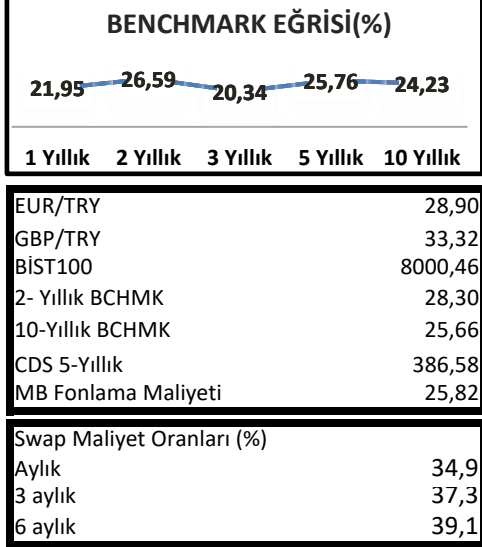 BENCHMARK EĞRİSİ(%)
21,95 26,59 20,34 25,76 24,23
1 Yıllık 2 Yıllık 3 Yıllık 5 Yıllık 10 Yıllık
EUR/TRY 28,90
GBP/TRY 33,32
BİST100 8000,46
2- Yıllık BCHMK 28,30
10-Yıllık BCHMK 25,66
CDS 5-Yıllık 386,58
MB Fonlama Maliyeti 25,82
Swap Maliyet Oranları (%)
Aylık 34,9
3 aylık 37,3
6 aylık 39,1